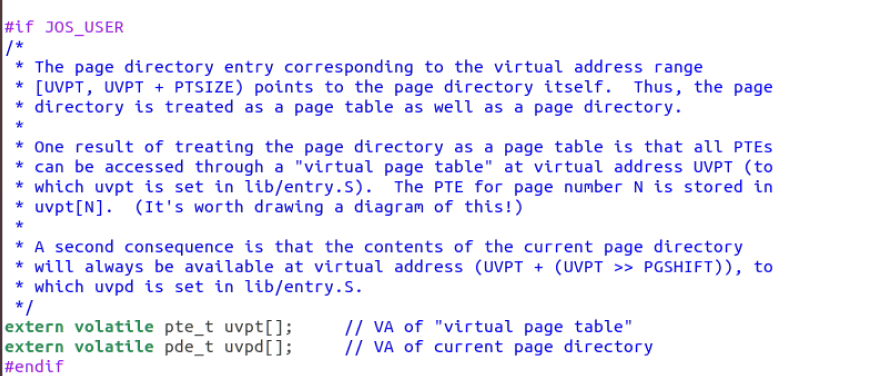 #if JOS_USER
/*
 * The page directory entry corresponding to the virtual address range
 * [UVPT, UVPT + PTSIZE) points to the page directory itself.  Thus, the page
 * directory is treated as a page table as well as a page directory.
 *
 * One result of treating the page directory as a page table is that all PTEs
 * can be accessed through a "virtual page table" at virtual address UVPT (to
 * which uvpt is set in lib/entry.S).  The PTE for page number N is stored in
 * uvpt[N].  (It's worth drawing a diagram of this!)
 *
 * A second consequence is that the contents of the current page directory
 * will always be available at virtual address (UVPT + (UVPT >> PGSHIFT)), to
 * which uvpd is set in lib/entry.S.
 */
extern volatile pte_t uvpt[];     // VA of "virtual page table"
extern volatile pde_t uvpd[];     // VA of current page directory
#endif